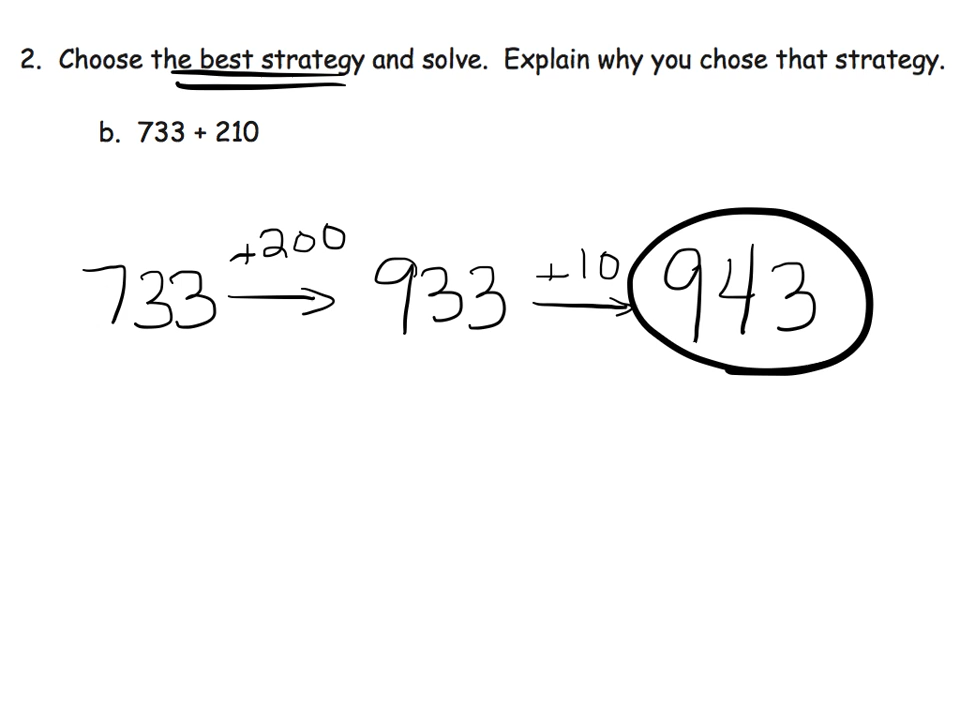 2. Choose the best strategy and solve. Explain why you chose that strategy.
b. 733 + 210
+200 +10
733 → 933 → 943